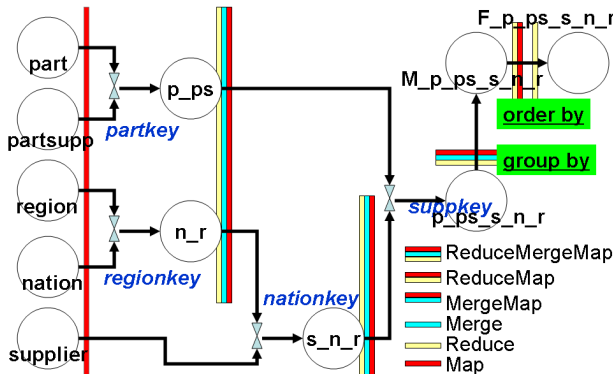 F_p_ps_s_n_r
part
p_ps
M_p_ps_s_n_r
order by
partsupp
partkey
group by
region
suppkey
p_ps_s_n_r
n_r
ReduceMergeMap
nation
regionkey
ReduceMap
nationkey
MergeMap
Merge
supplier
s_n_r
Reduce
Map